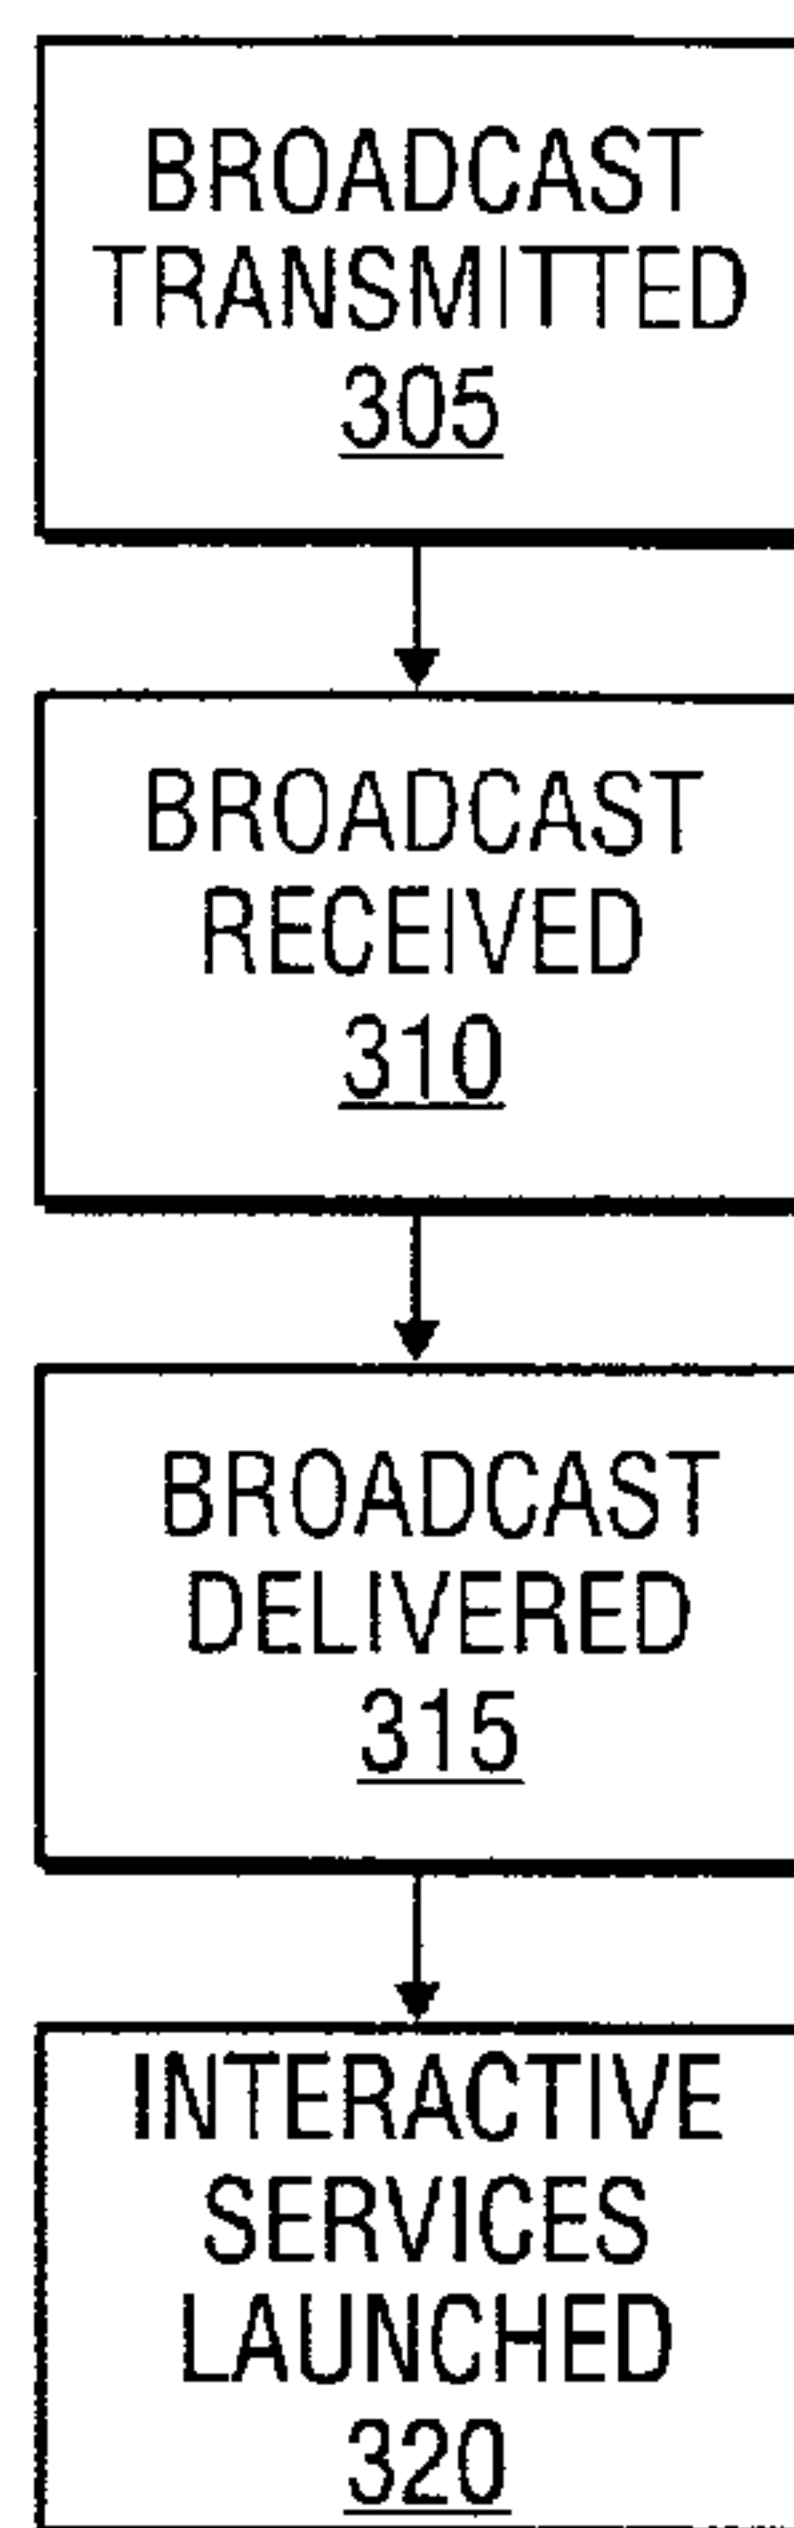 BROADCAST
TRANSMITTED
305
BROADCAST
RECEIVED
310
BROADCAST
DELIVERED
315
INTERACTIVE
SERVICES
LAUNCHED
320